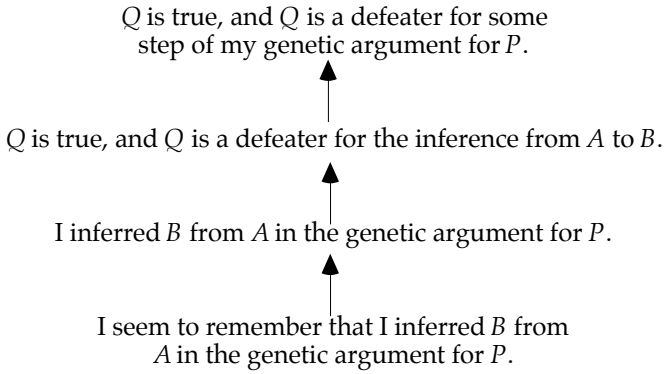 Q is true, and Q is a defeater for some
step of my genetic argument for P.
Q is true, and Q is a defeater for the inference from A to B.
I inferred B from A in the genetic argument for P.
I seem to remember that I inferred B from
A in the genetic argument for P.